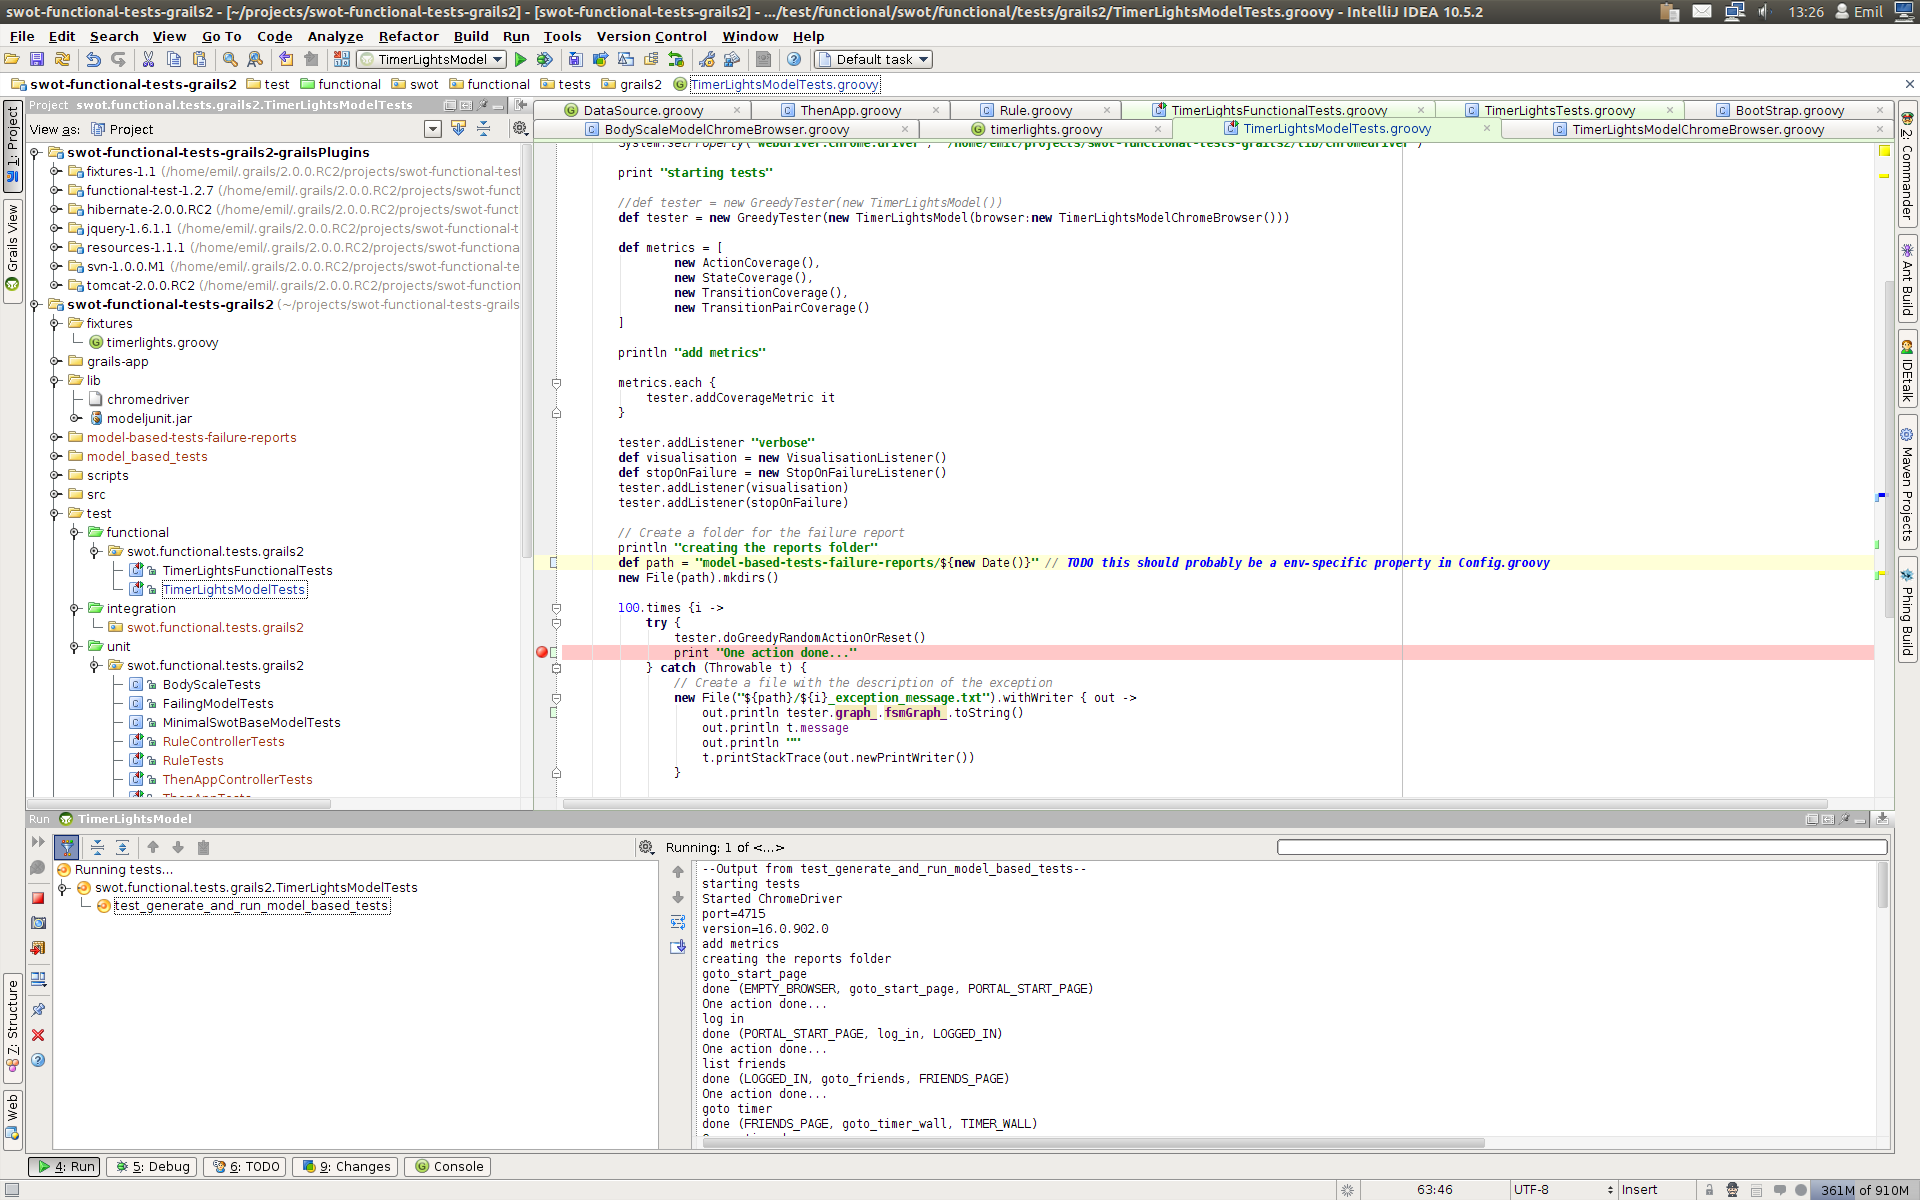 swot-functional-tests-grails2 - [~/projects/swot-functional-tests-grails2] - [swot-functional-tests-grails2] - .../test/functional/swot/functional/tests/grails2/TimerLightsModelTests.groovy - IntelliJ IDEA 10.5.2
13:26 Emil
File Edit Search View Go To Code Analyze Refactor Build Run Tools Version Control Window Help
TimerLightsModel Default task
swot-functional-tests-grails2 test functional swot functional tests grails2 TimerLightsModelTests.groovy
Project swot.functional.tests.grails2.TimerLightsModelTests
View as: Project
1: Project
Grails View
7: Structure
Web
swot-functional-tests-grails2-grailsPlugins
fixtures-1.1 (/home/emil/.grails/2.0.0.RC2/projects/swot-functional-test
functional-test-1.2.7 (/home/emil/.grails/2.0.0.RC2/projects/swot-funct
hibernate-2.0.0.RC2 (/home/emil/.grails/2.0.0.RC2/projects/swot-funct
jquery-1.6.1.1 (/home/emil/.grails/2.0.0.RC2/projects/swot-functional-t
resources-1.1.1 (/home/emil/.grails/2.0.0.RC2/projects/swot-functiona
svn-1.0.0.M1 (/home/emil/.grails/2.0.0.RC2/projects/swot-functional-te
tomcat-2.0.0.RC2 (/home/emil/.grails/2.0.0.RC2/projects/swot-function
swot-functional-tests-grails2 (~/projects/swot-functional-tests-grails
fixtures
timerlights.groovy
grails-app
lib
chromedriver
modeljunit.jar
model-based-tests-failure-reports
model_based_tests
scripts
src
test
functional
swot.functional.tests.grails2
TimerLightsFunctionalTests
TimerLightsModelTests
integration
swot.functional.tests.grails2
unit
swot.functional.tests.grails2
BodyScaleTests
FailingModelTests
MinimalSwotBaseModelTests
RuleControllerTests
RuleTests
ThenAppControllerTests
ThenAppTests
DataSource.groovy ThenApp.groovy Rule.groovy TimerLightsFunctionalTests.groovy TimerLightsTests.groovy BootStrap.groovy
BodyScaleModelChromeBrowser.groovy timerlights.groovy TimerLightsModelTests.groovy TimerLightsModelChromeBrowser.groovy
System.setProperty("webdriver.chrome.driver", "/home/emil/projects/swot-functional-tests-grails2/lib/chromedriver")
print "starting tests"
//def tester = new GreedyTester(new TimerLightsModel())
def tester = new GreedyTester(new TimerLightsModel(browser:new TimerLightsModelChromeBrowser()))
def metrics = [
new ActionCoverage(),
new StateCoverage(),
new TransitionCoverage(),
new TransitionPairCoverage()
]
println "add metrics"
metrics.each {
tester.addCoverageMetric it
}
tester.addListener "verbose"
def visualisation = new VisualisationListener()
def stopOnFailure = new StopOnFailureListener()
tester.addListener(visualisation)
tester.addListener(stopOnFailure)
// Create a folder for the failure report
println "creating the reports folder"
def path = "model-based-tests-failure-reports/${new Date()}" // TODO this should probably be a env-specific property in Config.groovy
new File(path).mkdirs()
100.times {i ->
try {
tester.doGreedyRandomActionOrReset()
print "One action done..."
} catch (Throwable t) {
// Create a file with the description of the exception
new File("${path}/${i}_exception_message.txt").withWriter { out ->
out.println tester.graph_.fsmGraph_.toString()
out.println t.message
out.println ""
t.printStackTrace(out.newPrintWriter())
}
2: Commander
Ant Build
IDEtalk
Maven Projects
Phing Build
Run TimerLightsModel
Running tests...
swot.functional.tests.grails2.TimerLightsModelTests
test_generate_and_run_model_based_tests
Running: 1 of <...>
--Output from test_generate_and_run_model_based_tests--
starting tests
Started ChromeDriver
port=4715
version=16.0.902.0
add metrics
creating the reports folder
goto_start_page
done (EMPTY_BROWSER, goto_start_page, PORTAL_START_PAGE)
One action done...
log in
done (PORTAL_START_PAGE, log_in, LOGGED_IN)
One action done...
list friends
done (LOGGED_IN, goto_friends, FRIENDS_PAGE)
One action done...
goto timer
done (FRIENDS_PAGE, goto_timer_wall, TIMER_WALL)
4: Run 5: Debug 6: TODO 9: Changes Console
63:46 UTF-8 Insert 361M of 910M